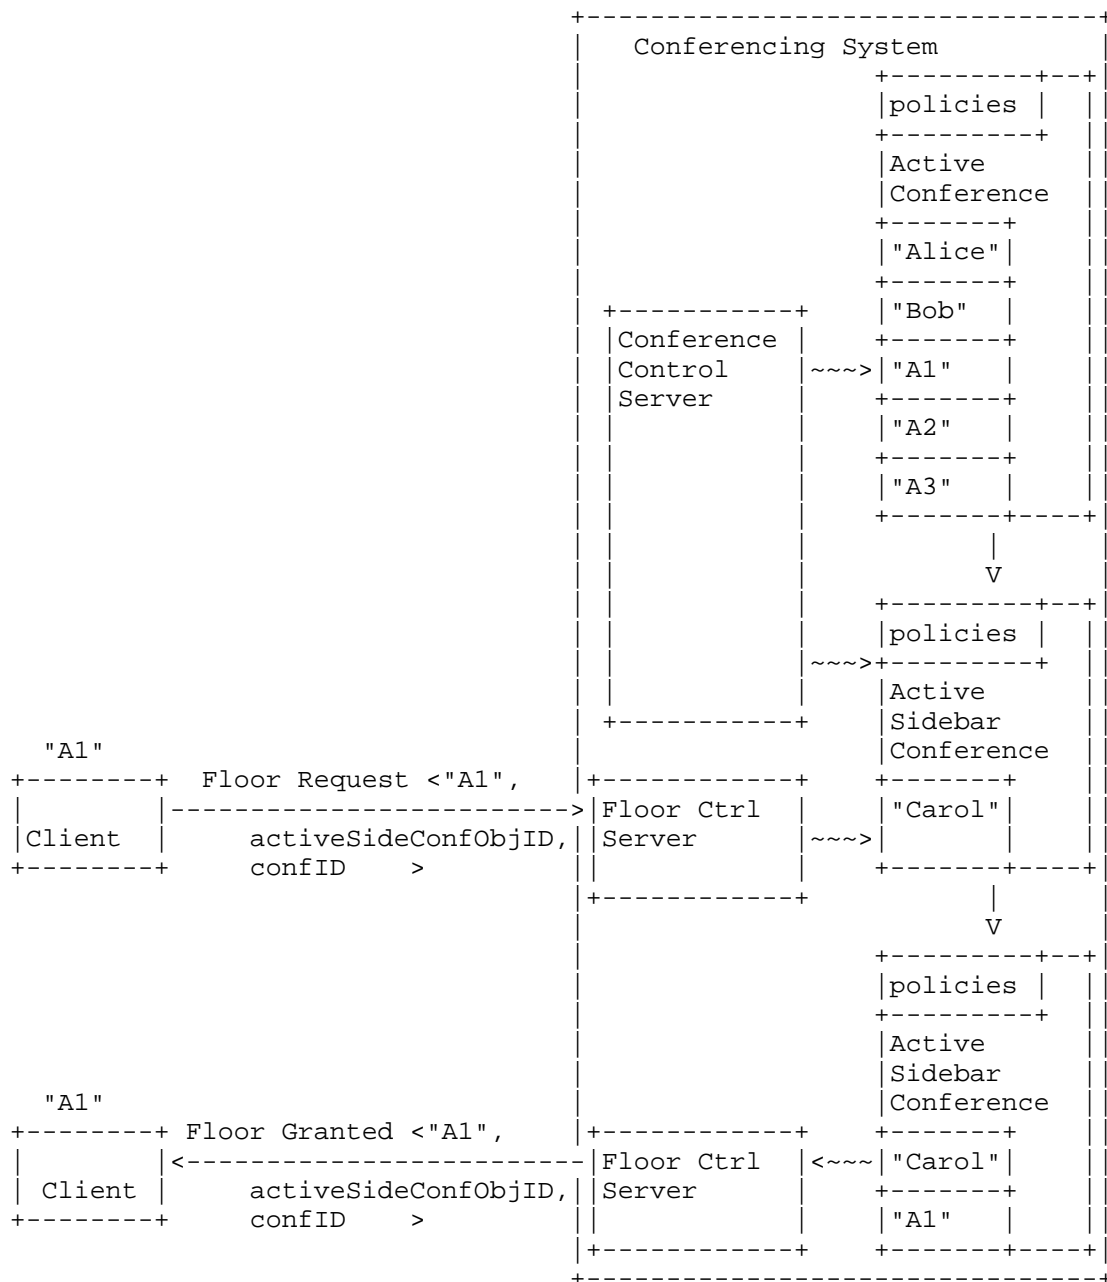 Conferencing System
policies
Active
Conference
"Alice"
"Bob"
Conference
Control ~~~> "A1"
Server
"A2"
"A3"
V
policies
~~~>
Active
Sidebar
"A1" Conference
Floor Request <"A1",
-------------------------> Floor Ctrl "Carol"
Client activeSideConfObjID, Server ~~~>
confID >
V
policies
Active
Sidebar
"A1" Conference
Floor Granted <"A1",
<------------------------- Floor Ctrl <~~~ "Carol"
Client activeSideConfObjID, Server
confID > "A1"